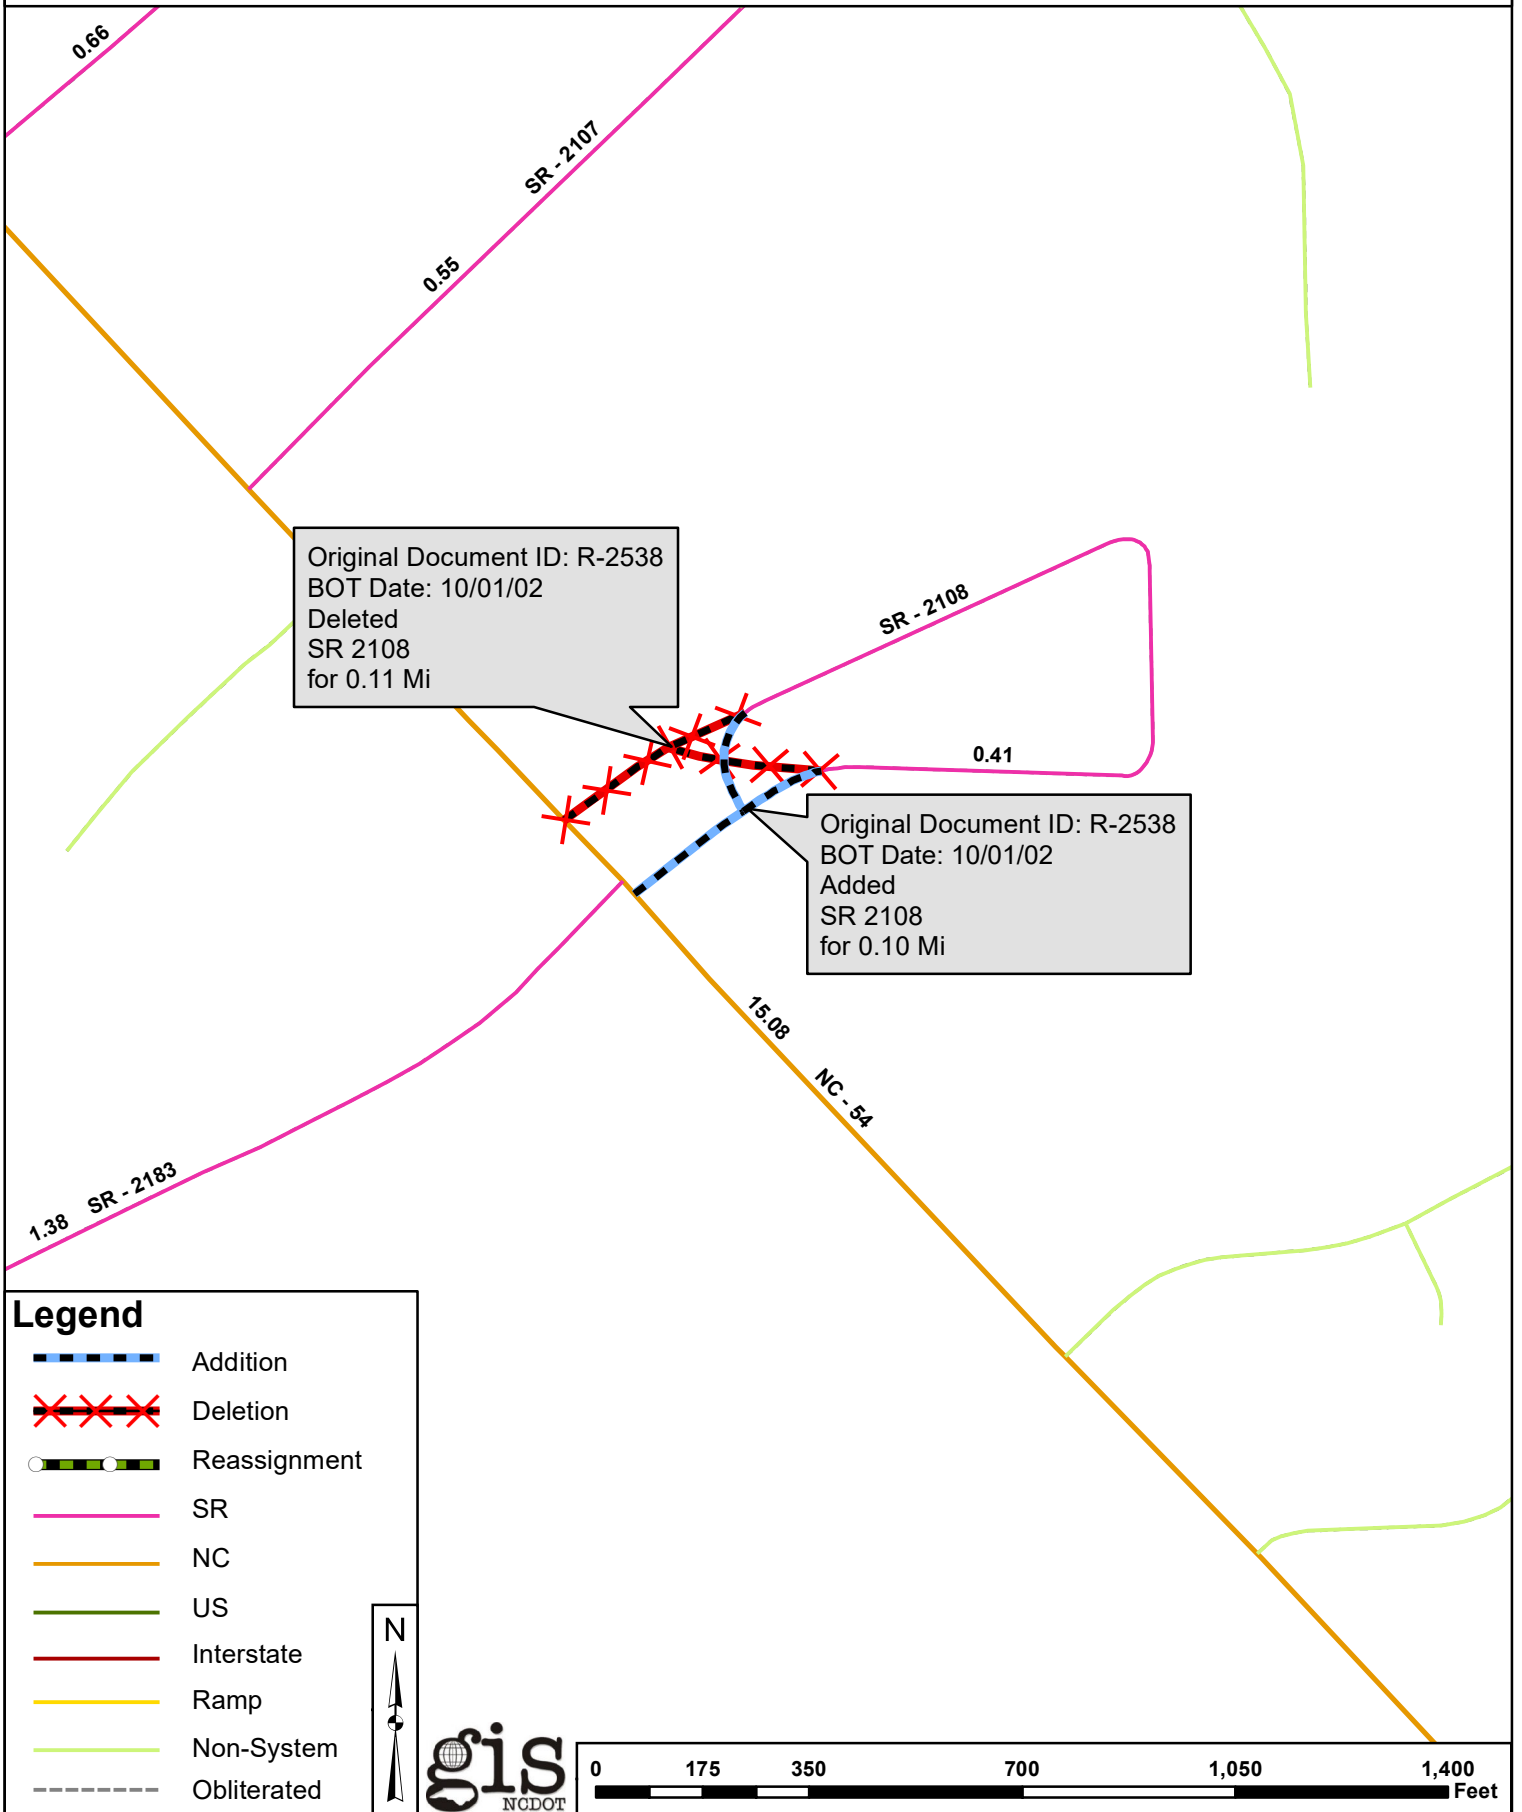 0.66
SR - 2107
0.55
Original Document ID: R-2538
BOT Date: 10/01/02
Deleted
SR 2108
for 0.11 Mi
SR - 2108
0.41
Original Document ID: R-2538
BOT Date: 10/01/02
Added
SR 2108
for 0.10 Mi
15.08
NC - 54
SR - 2183
1.38
Legend
Addition
Deletion
Reassignment
SR
NC
US
Interstate
Ramp
Non-System
Obliterated
N
gis
NCDOT
0 175 350 700 1,050 1,400
Feet